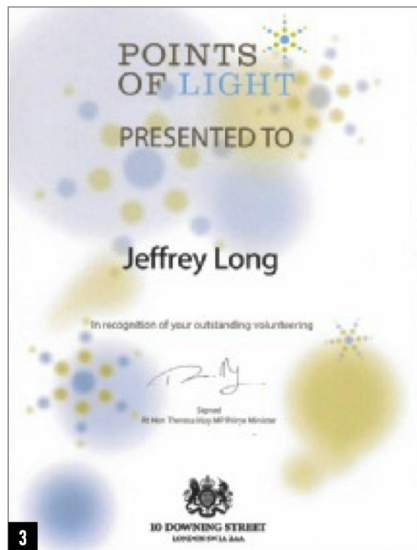 POINTS
OF LIGHT
PRESENTED TO
Jeffrey Long
In recognition of your outstanding volunteering
Signed
Rt Hon Theresa May MP Prime Minister
10 DOWNING STREET
LONDON SW1A 2AA
3